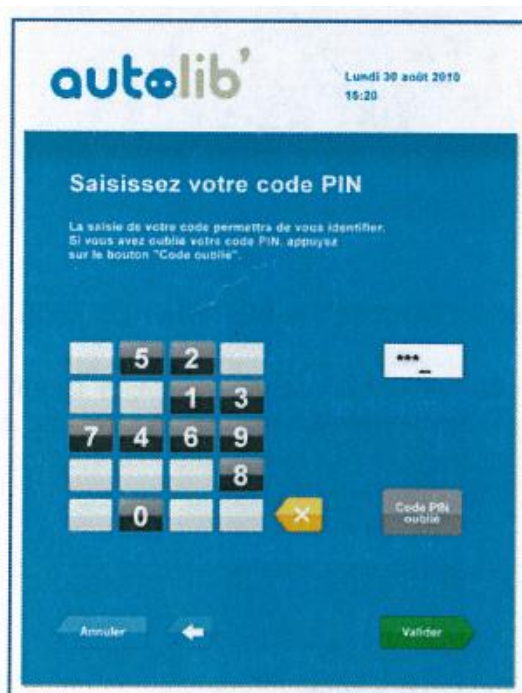 autolib'
Lundi 30 août 2010
15:20
Saisissez votre code PIN
La saisie de votre code permettra de vous identifier.
Si vous avez oublié votre code PIN, appuyez
sur le bouton "Code oublié".
5 2
***_
1 3
7 4 6 9
8
0
Code PIN
oublié
Annuler
Valider